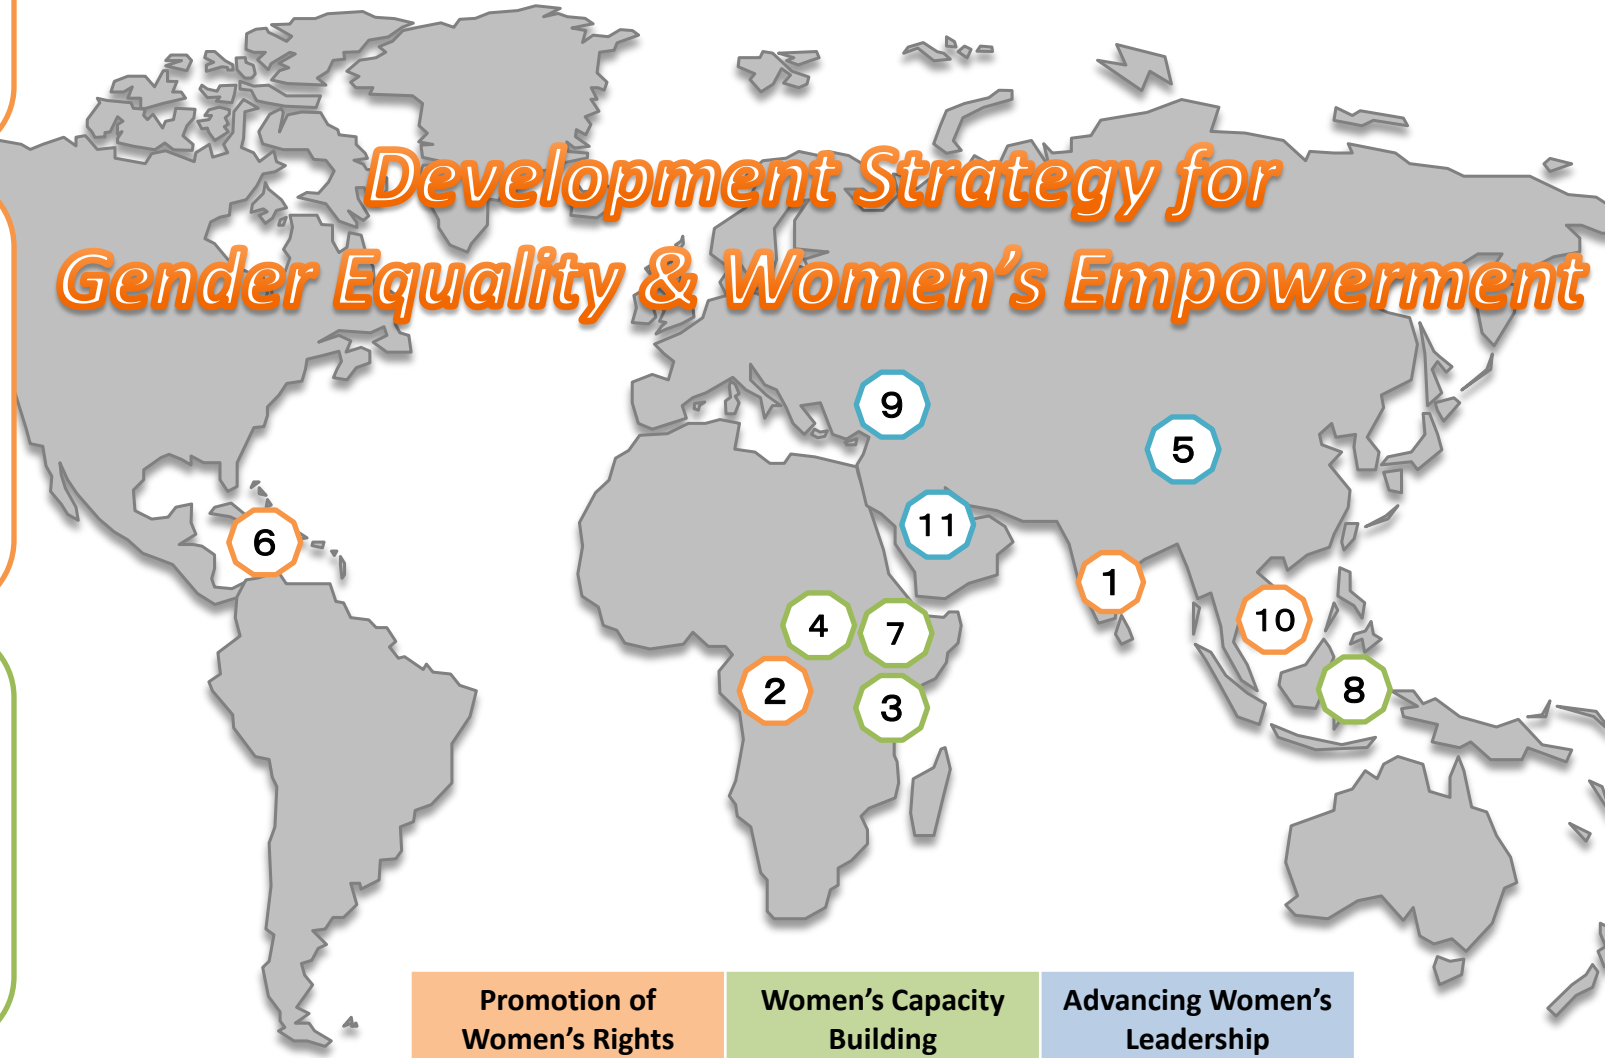 Development Strategy for
Gender Equality & Women's Empowerment
9
5
11
6
1
4
7
10
2
3
8
Promotion of
Women's Rights
Women's Capacity
Building
Advancing Women's
Leadership